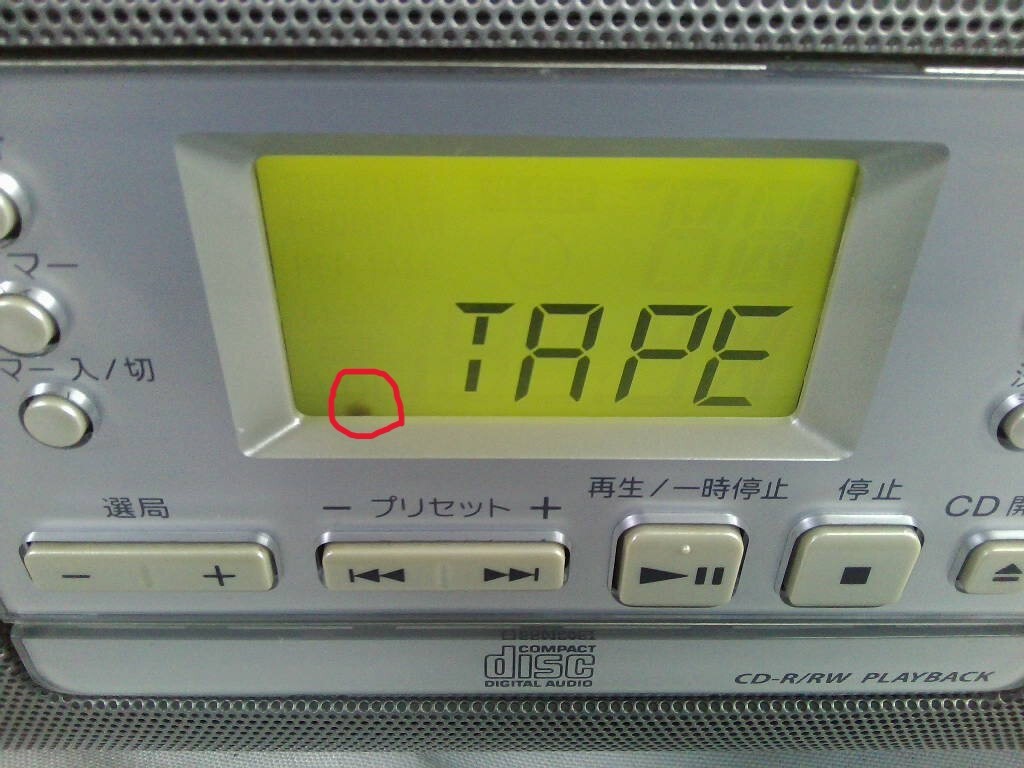 TAPE
マー
マー 入/切
選局
－ プリセット ＋
再生/一時停止
停止
CD 開
－ ＋
COMPACT
disc
DIGITAL AUDIO
CD-R/RW PLAYBACK